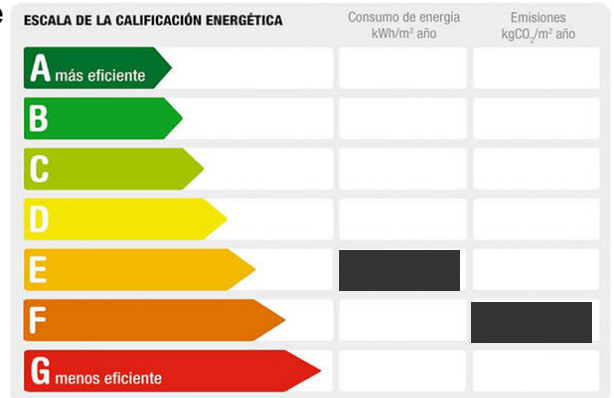 e
ESCALA DE LA CALIFICACIÓN ENERGÉTICA
Consumo de energía
kWh/m² año
Emisiones
kgCO₂/m² año
A más eficiente
B
C
D
E
F
G menos eficiente